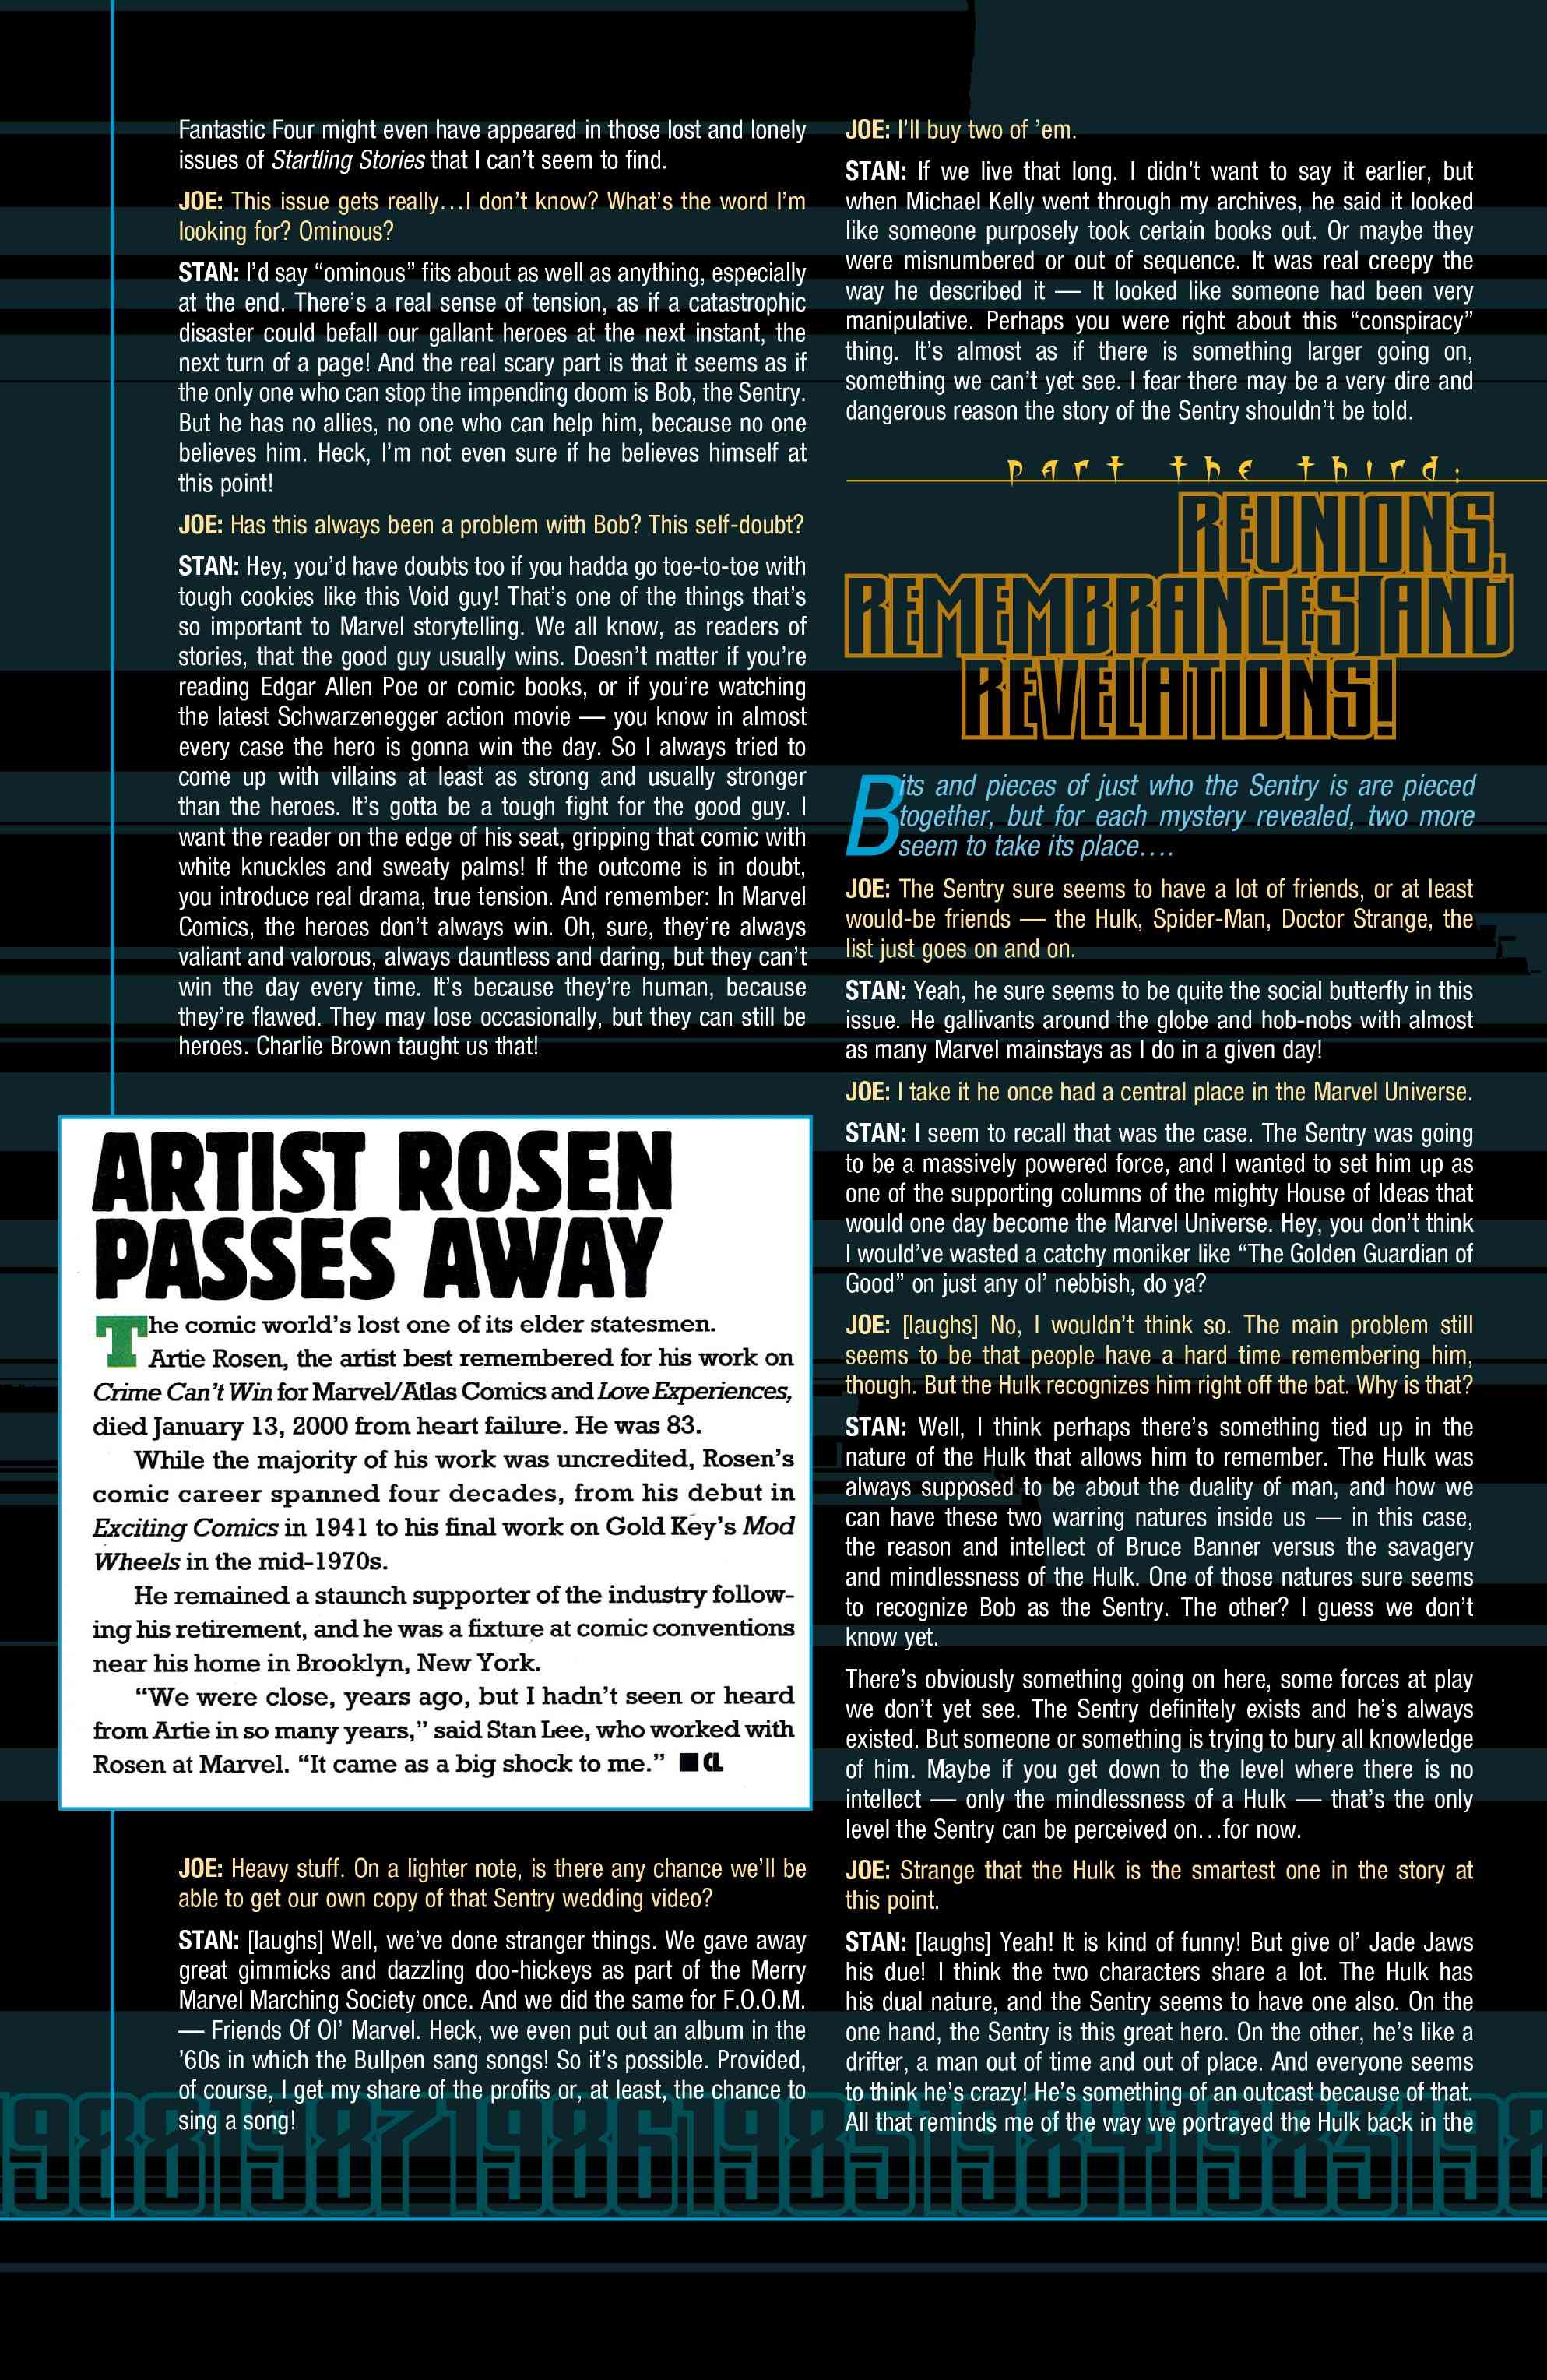 Fantastic Four might even have appeared in those lost and lonely
issues of Startling Stories that I can't seem to find.
JOE: This issue gets really…I don't know? What's the word I'm
looking for? Ominous?
STAN: I'd say “ominous” fits about as well as anything, especially
at the end. There's a real sense of tension, as if a catastrophic
disaster could befall our gallant heroes at the next instant, the
next turn of a page! And the real scary part is that it seems as if
the only one who can stop the impending doom is Bob, the Sentry.
But he has no allies, no one who can help him, because no one
believes him. Heck, I'm not even sure if he believes himself at
this point!
JOE: Has this always been a problem with Bob? This self-doubt?
STAN: Hey, you'd have doubts too if you hadda go toe-to-toe with
tough cookies like this Void guy! That's one of the things that's
so important to Marvel storytelling. We all know, as readers of
stories, that the good guy usually wins. Doesn't matter if you're
reading Edgar Allen Poe or comic books, or if you're watching
the latest Schwarzenegger action movie — you know in almost
every case the hero is gonna win the day. So I always tried to
come up with villains at least as strong and usually stronger
than the heroes. It's gotta be a tough fight for the good guy. I
want the reader on the edge of his seat, gripping that comic with
white knuckles and sweaty palms! If the outcome is in doubt,
you introduce real drama, true tension. And remember: In Marvel
Comics, the heroes don't always win. Oh, sure, they're always
valiant and valorous, always dauntless and daring, but they can't
win the day every time. It's because they're human, because
they're flawed. They may lose occasionally, but they can still be
heroes. Charlie Brown taught us that!
ARTIST ROSEN
PASSES AWAY
The comic world's lost one of its elder statesmen.
Artie Rosen, the artist best remembered for his work on
Crime Can't Win for Marvel/Atlas Comics and Love Experiences,
died January 13, 2000 from heart failure. He was 83.
While the majority of his work was uncredited, Rosen's
comic career spanned four decades, from his debut in
Exciting Comics in 1941 to his final work on Gold Key's Mod
Wheels in the mid-1970s.
He remained a staunch supporter of the industry follow-
ing his retirement, and he was a fixture at comic conventions
near his home in Brooklyn, New York.
“We were close, years ago, but I hadn't seen or heard
from Artie in so many years,” said Stan Lee, who worked with
Rosen at Marvel. “It came as a big shock to me.” ■ CL
JOE: Heavy stuff. On a lighter note, is there any chance we'll be
able to get our own copy of that Sentry wedding video?
STAN: [laughs] Well, we've done stranger things. We gave away
great gimmicks and dazzling doo-hickeys as part of the Merry
Marvel Marching Society once. And we did the same for F.O.O.M.
— Friends Of Ol' Marvel. Heck, we even put out an album in the
'60s in which the Bullpen sang songs! So it's possible. Provided,
of course, I get my share of the profits or, at least, the chance to
sing a song!
JOE: I'll buy two of 'em.
STAN: If we live that long. I didn't want to say it earlier, but
when Michael Kelly went through my archives, he said it looked
like someone purposely took certain books out. Or maybe they
were misnumbered or out of sequence. It was real creepy the
way he described it — It looked like someone had been very
manipulative. Perhaps you were right about this “conspiracy”
thing. It's almost as if there is something larger going on,
something we can't yet see. I fear there may be a very dire and
dangerous reason the story of the Sentry shouldn't be told.
part the third:
REUNIONS,
REMEMBRANCES AND
REVELATIONS!
Bits and pieces of just who the Sentry is are pieced
together, but for each mystery revealed, two more
seem to take its place….
JOE: The Sentry sure seems to have a lot of friends, or at least
would-be friends — the Hulk, Spider-Man, Doctor Strange, the
list just goes on and on.
STAN: Yeah, he sure seems to be quite the social butterfly in this
issue. He gallivants around the globe and hob-nobs with almost
as many Marvel mainstays as I do in a given day!
JOE: I take it he once had a central place in the Marvel Universe.
STAN: I seem to recall that was the case. The Sentry was going
to be a massively powered force, and I wanted to set him up as
one of the supporting columns of the mighty House of Ideas that
would one day become the Marvel Universe. Hey, you don't think
I would've wasted a catchy moniker like “The Golden Guardian of
Good” on just any ol' nebbish, do ya?
JOE: [laughs] No, I wouldn't think so. The main problem still
seems to be that people have a hard time remembering him,
though. But the Hulk recognizes him right off the bat. Why is that?
STAN: Well, I think perhaps there's something tied up in the
nature of the Hulk that allows him to remember. The Hulk was
always supposed to be about the duality of man, and how we
can have these two warring natures inside us — in this case,
the reason and intellect of Bruce Banner versus the savagery
and mindlessness of the Hulk. One of those natures sure seems
to recognize Bob as the Sentry. The other? I guess we don't
know yet.
There's obviously something going on here, some forces at play
we don't yet see. The Sentry definitely exists and he's always
existed. But someone or something is trying to bury all knowledge
of him. Maybe if you get down to the level where there is no
intellect — only the mindlessness of a Hulk — that's the only
level the Sentry can be perceived on…for now.
JOE: Strange that the Hulk is the smartest one in the story at
this point.
STAN: [laughs] Yeah! It is kind of funny! But give ol' Jade Jaws
his due! I think the two characters share a lot. The Hulk has
his dual nature, and the Sentry seems to have one also. On the
one hand, the Sentry is this great hero. On the other, he's like a
drifter, a man out of time and out of place. And everyone seems
to think he's crazy! He's something of an outcast because of that.
All that reminds me of the way we portrayed the Hulk back in the
1988 1987 1986 1985 1984 1983 198